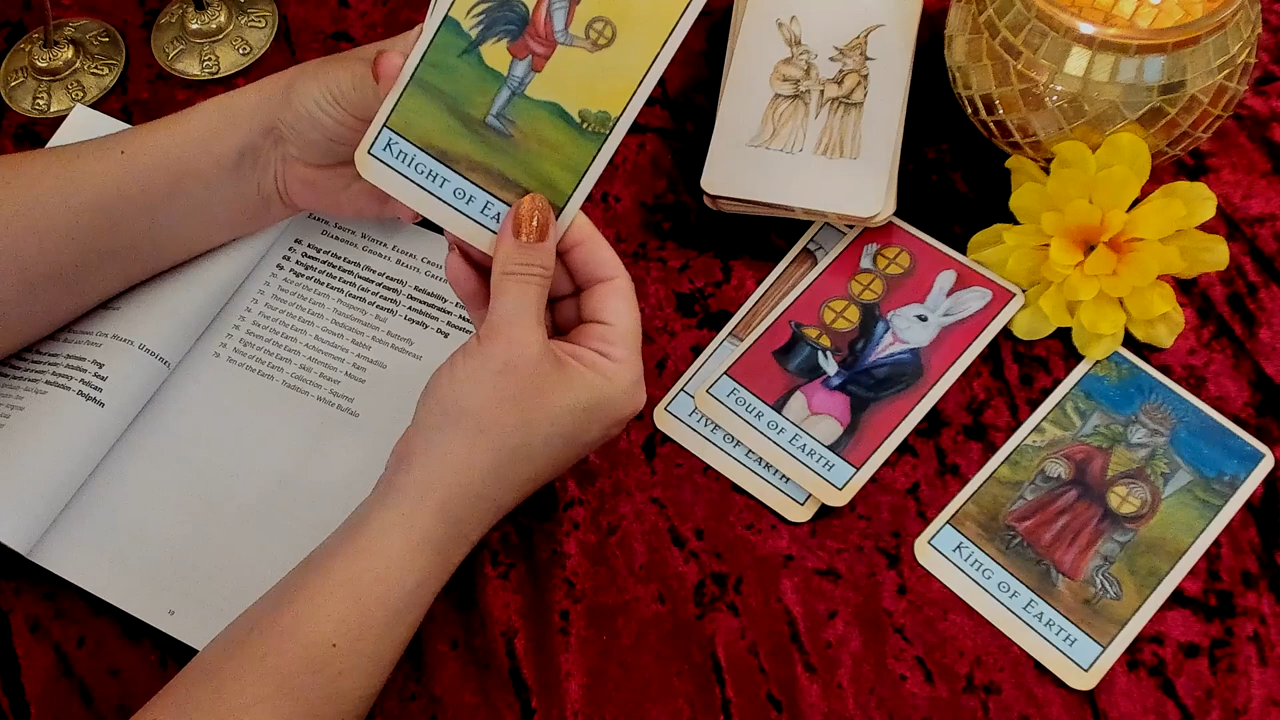 KNIGHT OF EA
EARTH, SOUTH, WINTER, ELDERS, CROSS
DIAMONDS, GNOMES, BEASTS, GREEN
66. King of the Earth (fire of earth) – Reliability – En
67. Queen of the Earth (water of earth) – Demonstration – Mo
68. Knight of the Earth (air of earth) – Ambition – Rooster
69. Page of the Earth (earth of earth) – Loyalty – Dog
70. Ace of the Earth – Prosperity – Bull
71. Two of the Earth – Transformation – Butterfly
72. Three of the Earth – Dedication – Robin Redbreast
73. Four of the Earth – Growth – Rabbit
74. Five of the Earth – Boundaries – Armadillo
75. Six of the Earth – Achievement – Ram
76. Seven of the Earth – Attention – Mouse
77. Eight of the Earth – Skill – Beaver
78. Nine of the Earth – Collection – Squirrel
79. Ten of the Earth – Tradition – White Buffalo
19
CUPS, HEARTS, UNDINES,
– Optimism – Frog
– Intuition – Seal
– Buoyancy – Pelican
– Meditation – Dolphin
FOUR OF EARTH
FIVE OF EARTH
KING OF EARTH